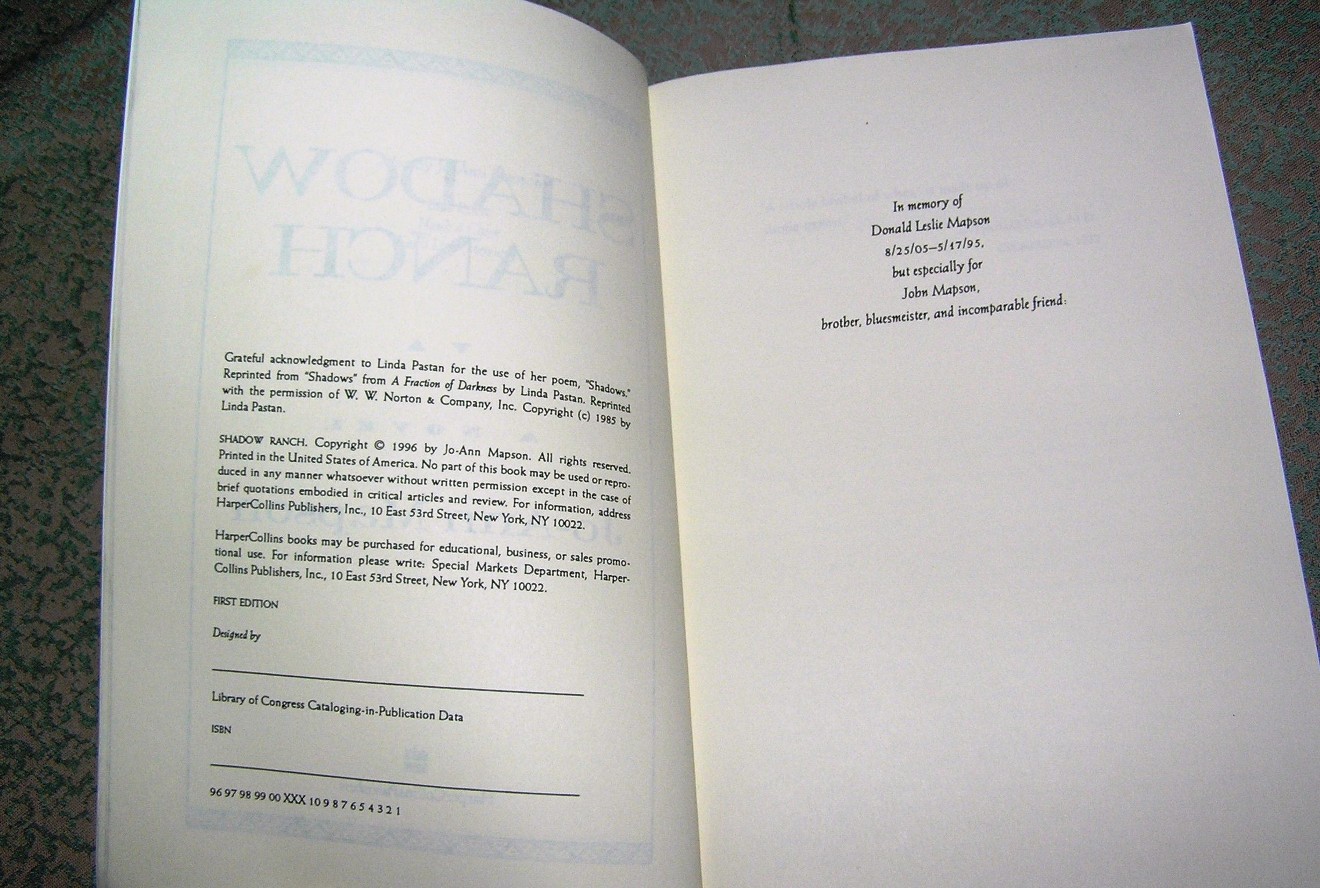 SHADOW
RANCH
Grateful acknowledgment to Linda Pastan for the use of her poem, "Shadows."
Reprinted from "Shadows" from A Fraction of Darkness by Linda Pastan. Reprinted
with the permission of W. W. Norton & Company, Inc. Copyright (c) 1985 by
Linda Pastan.
SHADOW RANCH. Copyright © 1996 by Jo-Ann Mapson. All rights reserved.
Printed in the United States of America. No part of this book may be used or repro-
duced in any manner whatsoever without written permission except in the case of
brief quotations embodied in critical articles and review. For information, address
HarperCollins Publishers, Inc., 10 East 53rd Street, New York, NY 10022.
HarperCollins books may be purchased for educational, business, or sales promo-
tional use. For information please write: Special Markets Department, Harper-
Collins Publishers, Inc., 10 East 53rd Street, New York, NY 10022.
FIRST EDITION
Designed by
Library of Congress Cataloging-in-Publication Data
ISBN
96 97 98 99 00 XXX 10 9 8 7 6 5 4 3 2 1
In memory of
Donald Leslie Mapson
8/25/05–5/17/95,
but especially for
John Mapson,
brother, bluesmeister, and incomparable friend: